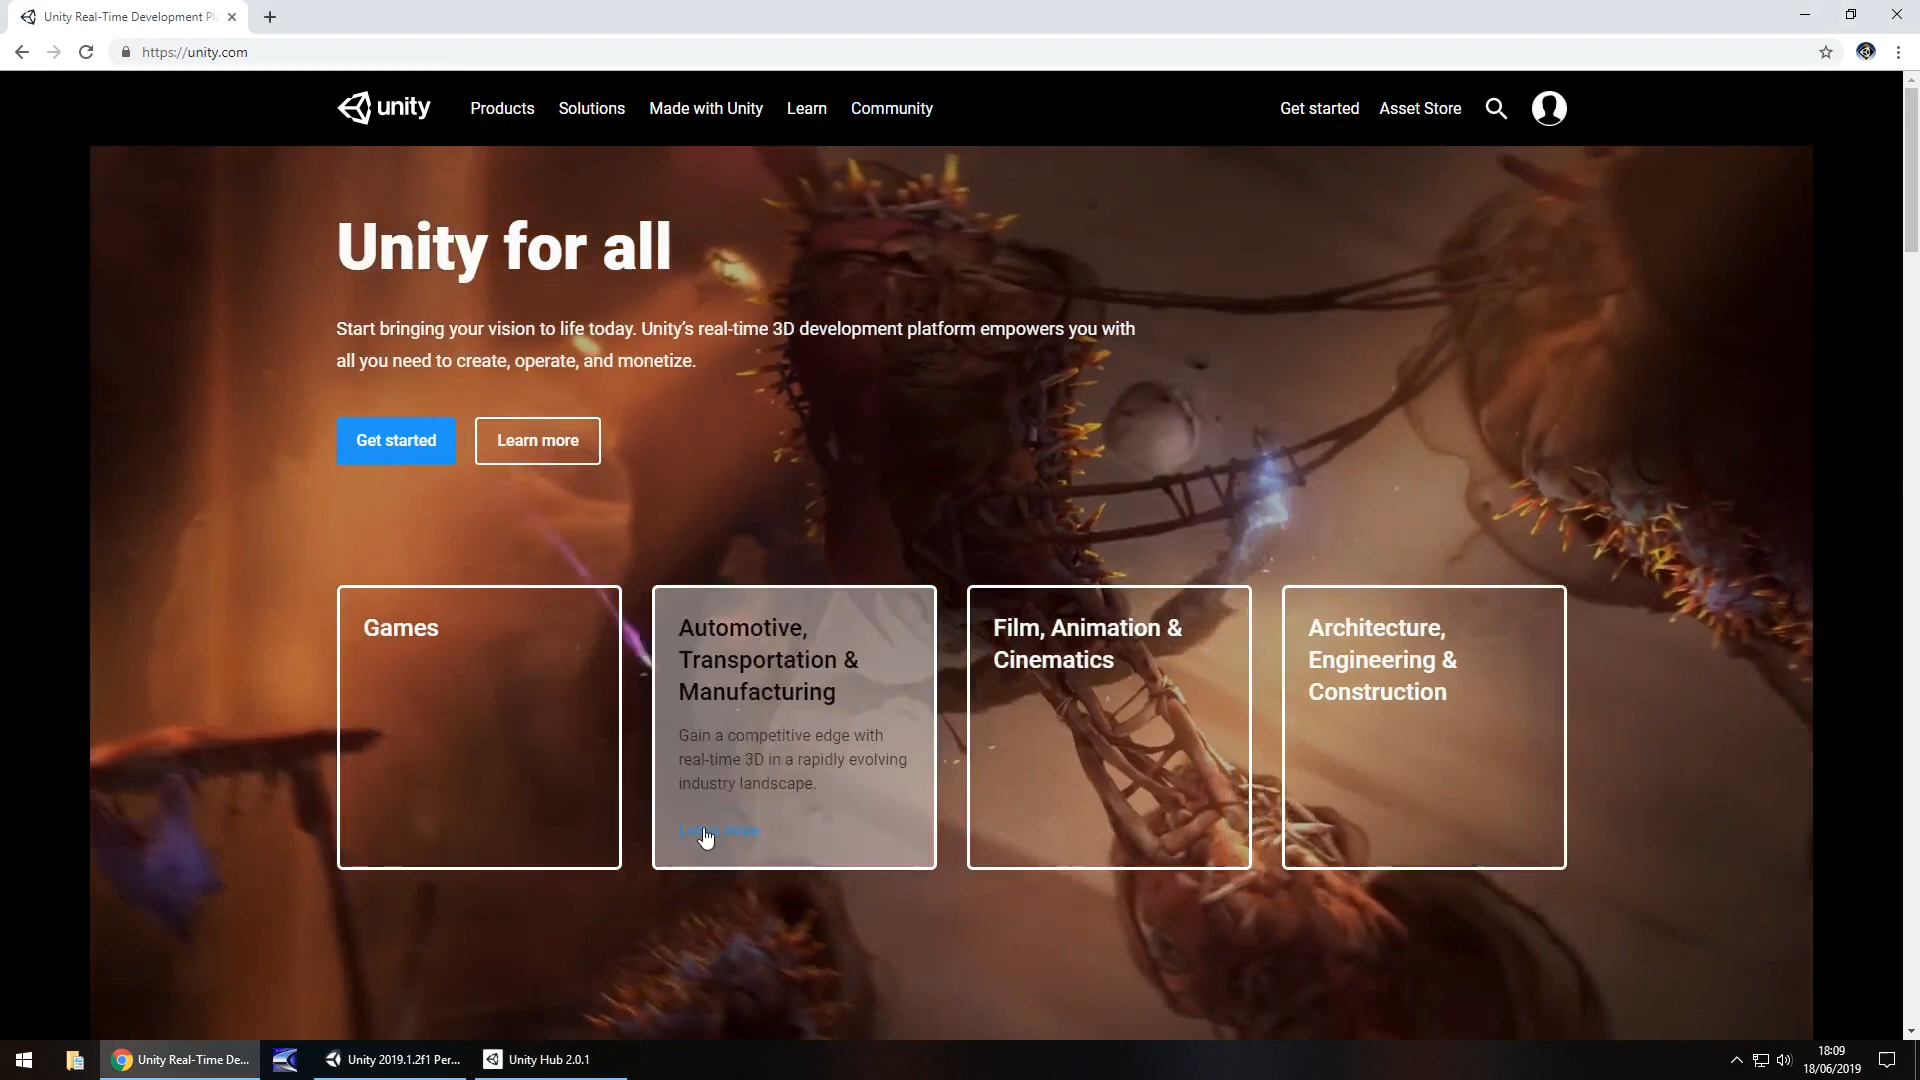 Unity Real-Time Development Pl
https://unity.com
unity
Products
Solutions
Made with Unity
Learn
Community
Get started
Asset Store
Unity for all
Start bringing your vision to life today. Unity's real-time 3D development platform empowers you with
all you need to create, operate, and monetize.
Get started
Learn more
Games
Automotive,
Transportation &
Manufacturing
Gain a competitive edge with
real-time 3D in a rapidly evolving
industry landscape.
Learn more
Film, Animation &
Cinematics
Architecture,
Engineering &
Construction
Unity Real-Time De...
Unity 2019.1.2f1 Per...
Unity Hub 2.0.1
18:09
18/06/2019